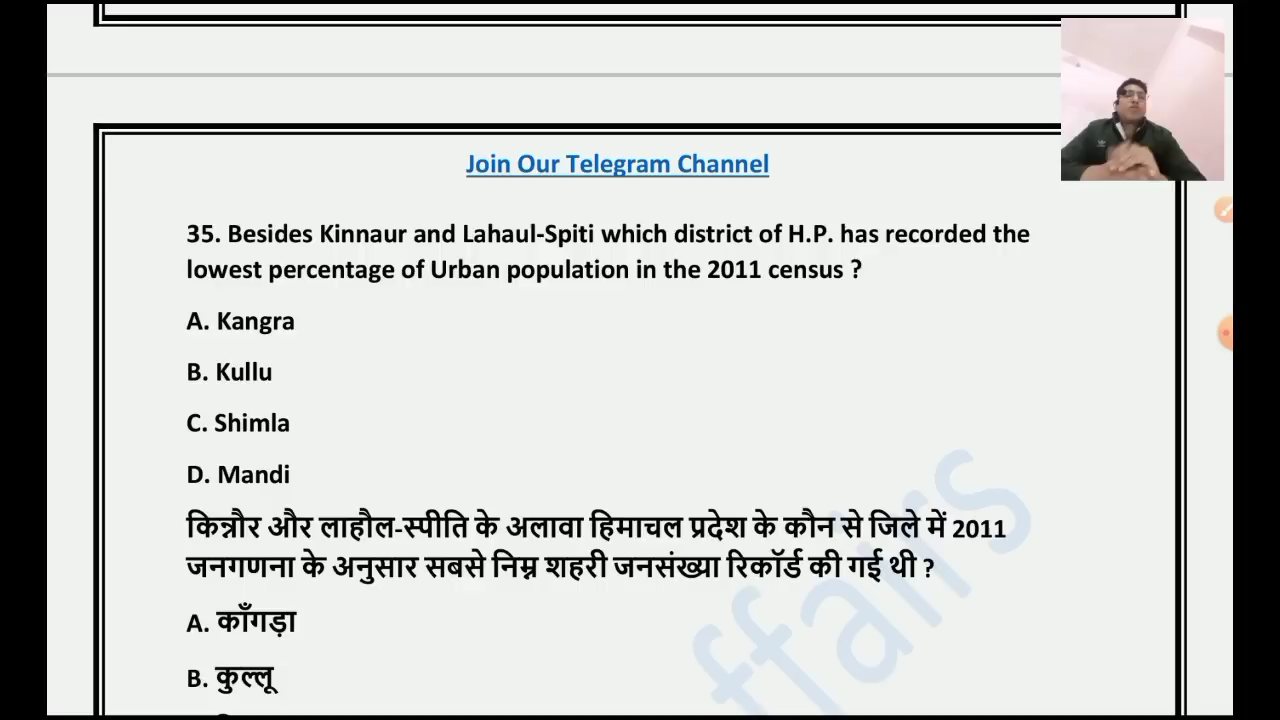 Join Our Telegram Channel
35. Besides Kinnaur and Lahaul-Spiti which district of H.P. has recorded the
lowest percentage of Urban population in the 2011 census ?
A. Kangra
B. Kullu
C. Shimla
D. Mandi
किन्नौर और लाहौल-स्पीति के अलावा हिमाचल प्रदेश के कौन से जिले में 2011
जनगणना के अनुसार सबसे निम्न शहरी जनसंख्या रिकॉर्ड की गई थी ?
A. काँगड़ा
B. कुल्लू
ffairs